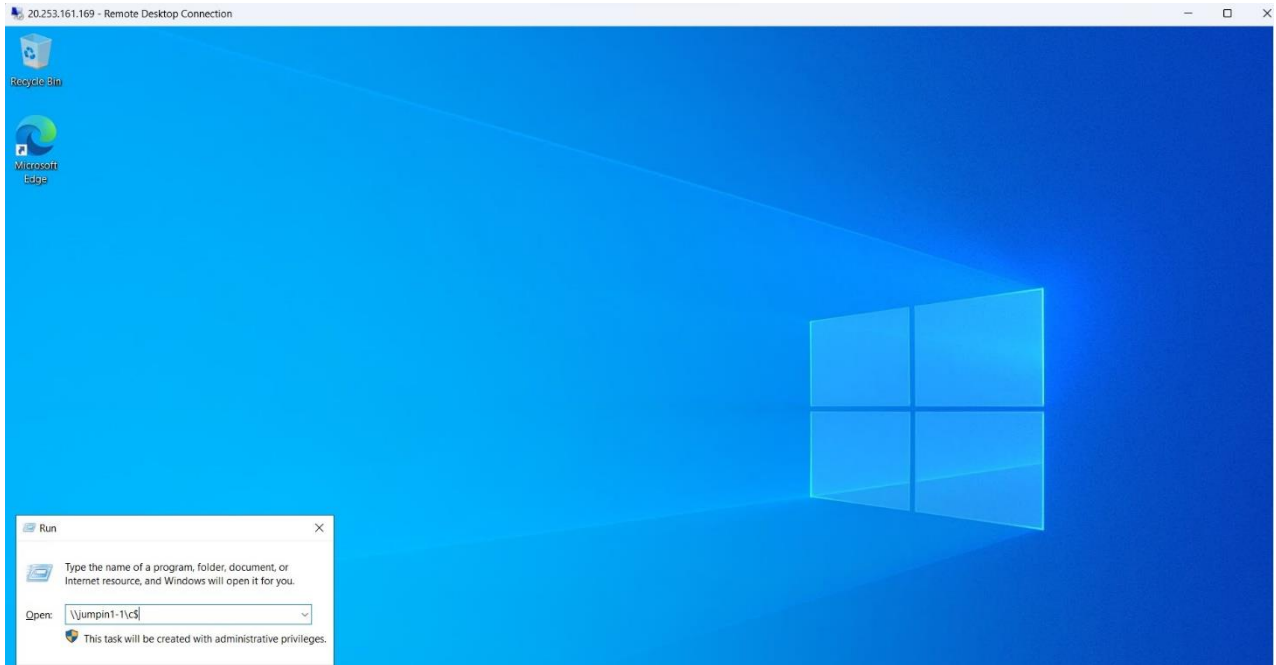 20.253.161.169 - Remote Desktop Connection
Recycle Bin
Microsoft
Edge
Run
Type the name of a program, folder, document, or
Internet resource, and Windows will open it for you.
Open: \\jumpin1-1\c$
This task will be created with administrative privileges.